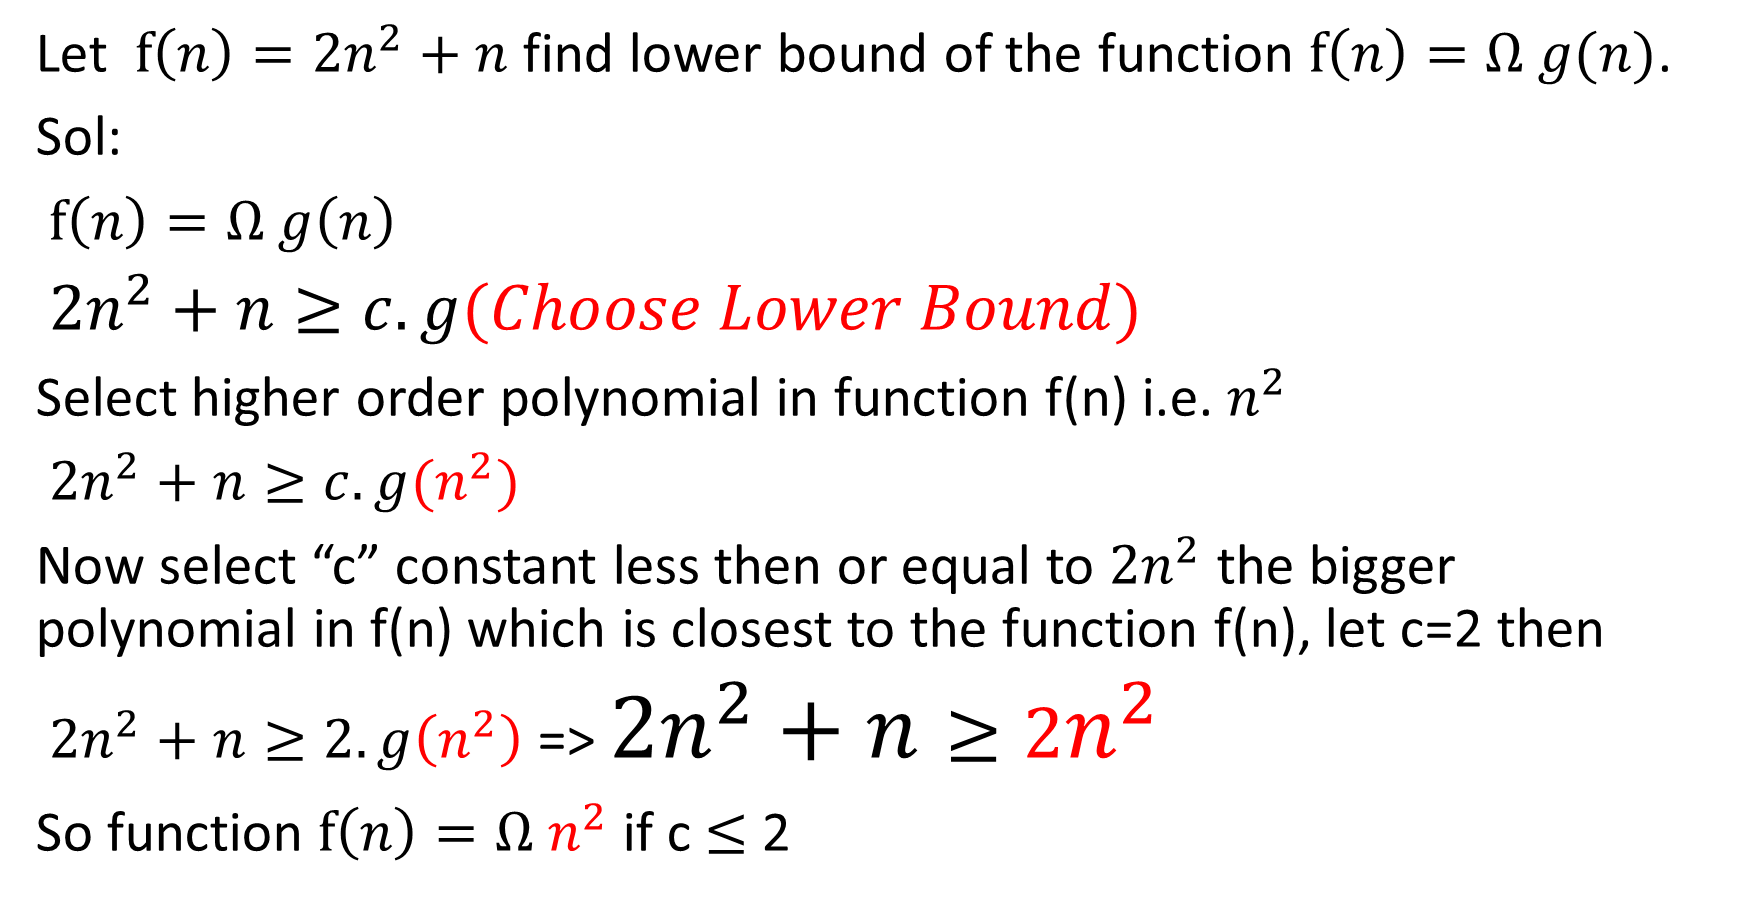 Let f(n) = 2n² + n find lower bound of the function f(n) = Ω g(n).
Sol:
f(n) = Ω g(n)
2n² + n ≥ c. g(Choose Lower Bound)
Select higher order polynomial in function f(n) i.e. n²
2n² + n ≥ c. g(n²)
Now select “c” constant less then or equal to 2n² the bigger
polynomial in f(n) which is closest to the function f(n), let c=2 then
2n² + n ≥ 2. g(n²) => 2n² + n ≥ 2n²
So function f(n) = Ω n² if c ≤ 2